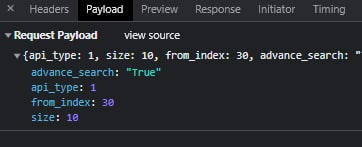 Headers Payload Preview Response Initiator Timing
Request Payload view source
{api_type: 1, size: 10, from_index: 30, advance_search: "
advance_search: "True"
api_type: 1
from_index: 30
size: 10